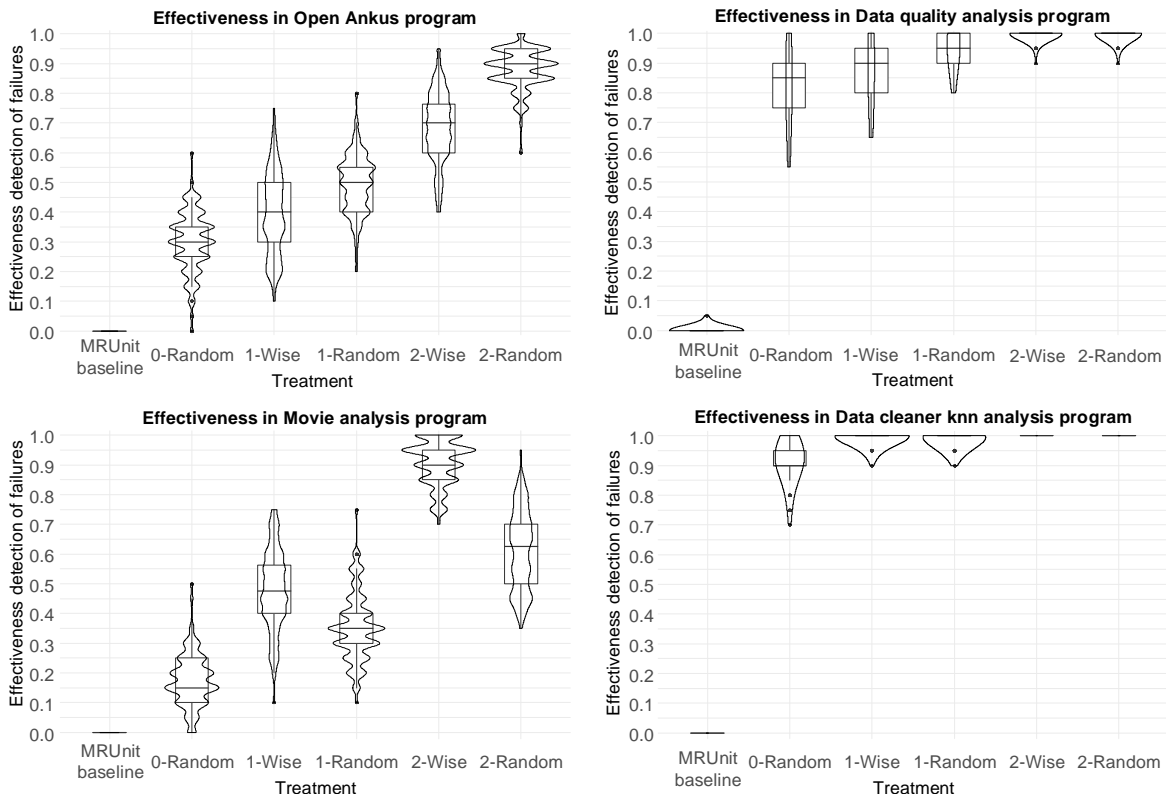 Effectiveness in Open Ankus program
Effectiveness detection of failures
1.0
0.9
0.8
0.7
0.6
0.5
0.4
0.3
0.2
0.1
0.0
MRUnit
baseline
0-Random
1-Wise
1-Random
2-Wise
2-Random
Treatment
Effectiveness in Data quality analysis program
Effectiveness detection of failures
1.0
0.9
0.8
0.7
0.6
0.5
0.4
0.3
0.2
0.1
0.0
MRUnit
baseline
0-Random
1-Wise
1-Random
2-Wise
2-Random
Treatment
Effectiveness in Movie analysis program
Effectiveness detection of failures
1.0
0.9
0.8
0.7
0.6
0.5
0.4
0.3
0.2
0.1
0.0
MRUnit
baseline
0-Random
1-Wise
1-Random
2-Wise
2-Random
Treatment
Effectiveness in Data cleaner knn analysis program
Effectiveness detection of failures
1.0
0.9
0.8
0.7
0.6
0.5
0.4
0.3
0.2
0.1
0.0
MRUnit
baseline
0-Random
1-Wise
1-Random
2-Wise
2-Random
Treatment